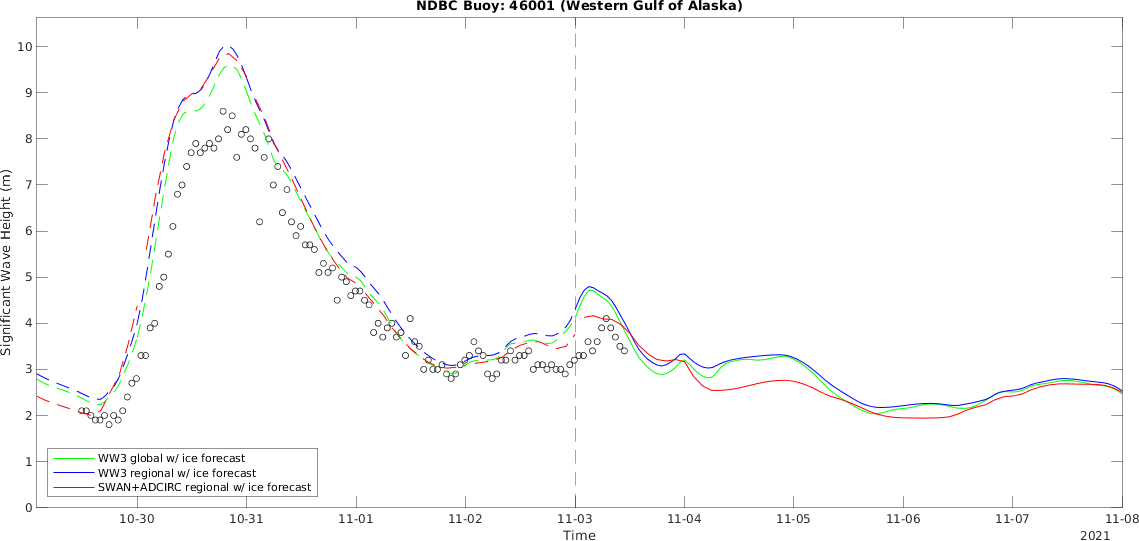 NDBC Buoy: 46001 (Western Gulf of Alaska)
Significant Wave Height (m)
10
9
8
7
6
5
4
3
2
1
0
WW3 global w/ ice forecast
WW3 regional w/ ice forecast
SWAN+ADCIRC regional w/ ice forecast
10-30 10-31 11-01 11-02 11-03 11-04 11-05 11-06 11-07 11-08
Time
2021